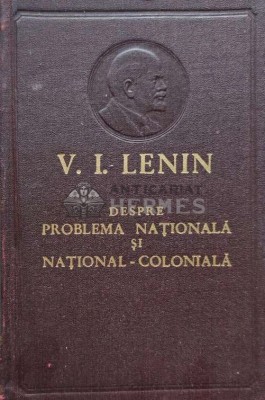 V. I. LENIN
ANTICARIAT
HERMES
DESPRE
PROBLEMA NAȚIONALĂ
ȘI
NAȚIONAL-COLONIALĂ